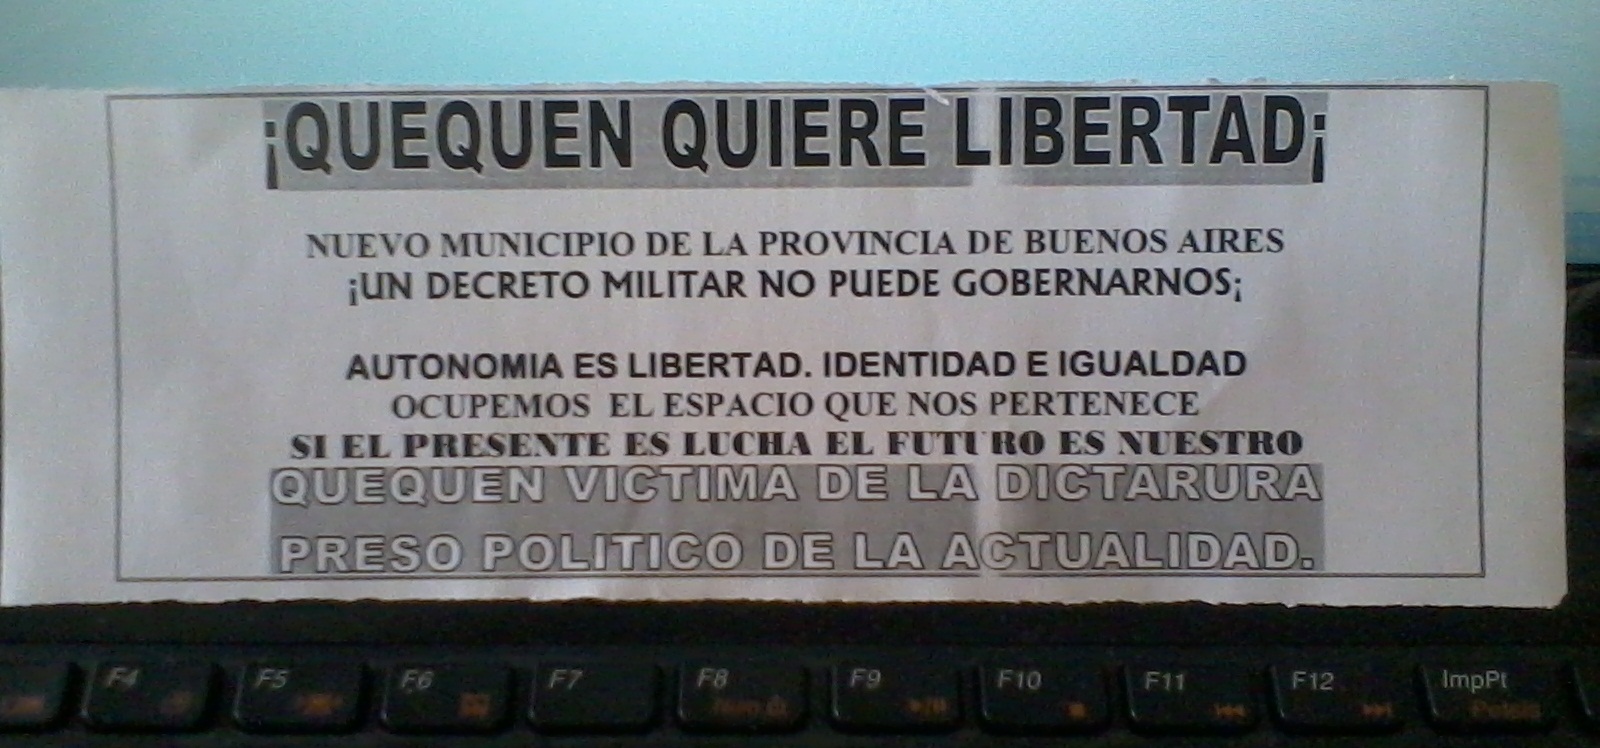 ¡QUEQUEN QUIERE LIBERTAD¡
NUEVO MUNICIPIO DE LA PROVINCIA DE BUENOS AIRES
¡UN DECRETO MILITAR NO PUEDE GOBERNARNOS¡
AUTONOMIA ES LIBERTAD. IDENTIDAD E IGUALDAD
OCUPEMOS EL ESPACIO QUE NOS PERTENECE
SI EL PRESENTE ES LUCHA EL FUTURO ES NUESTRO
QUEQUEN VICTIMA DE LA DICTARURA
PRESO POLITICO DE LA ACTUALIDAD.
F4 F5 F6 F7 F8 F9 F10 F11 F12 ImpPt